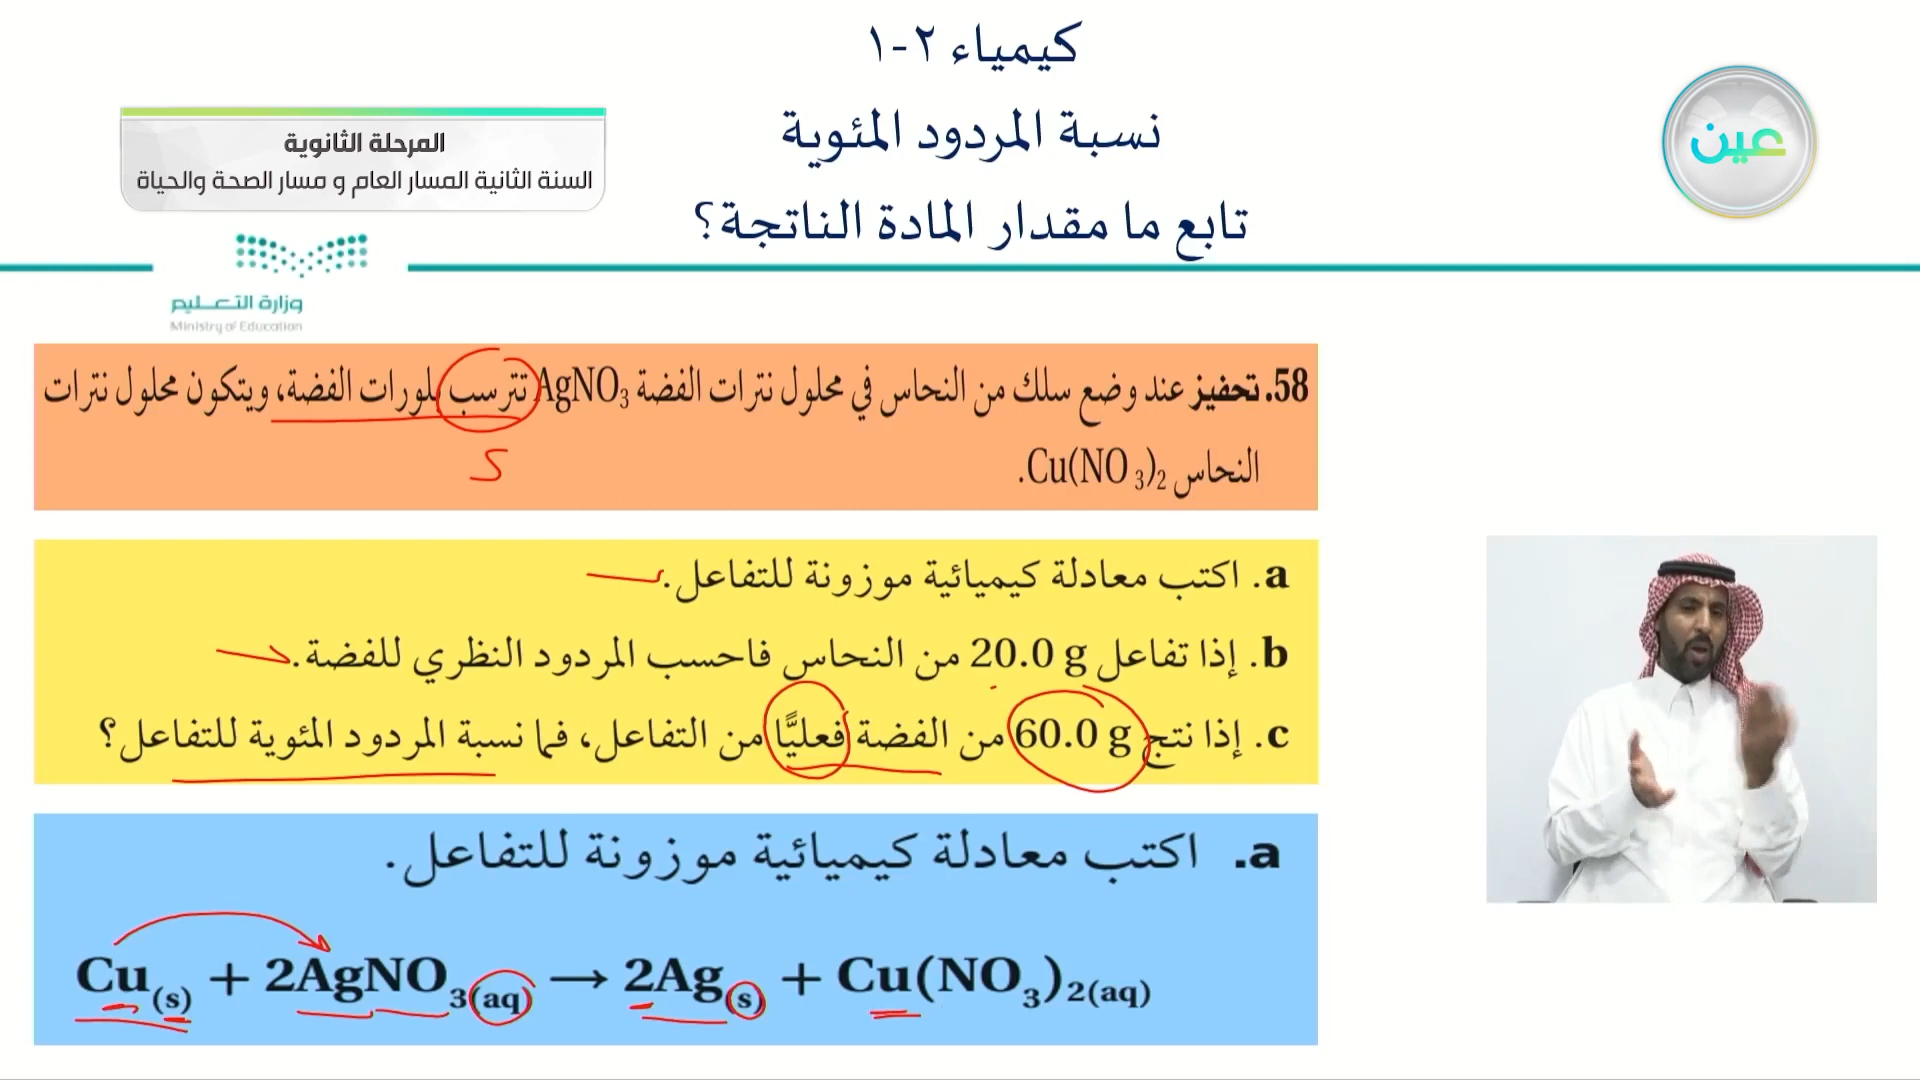 كيمياء ٢-١
نسبة المردود المئوية
تابع ما مقدار المادة الناتجة؟
عين
المرحلة الثانوية
السنة الثانية المسار العام و مسار الصحة والحياة
وزارة التعليم
Ministry of Education
58. تحفيز عند وضع سلك من النحاس في محلول نترات الفضة AgNO₃ تترسب بلورات الفضة، ويتكون محلول نترات
النحاس Cu(NO₃)₂.
S
a. اكتب معادلة كيميائية موزونة للتفاعل.
b. إذا تفاعل 20.0 g من النحاس فاحسب المردود النظري للفضة.
c. إذا نتج 60.0 g من الفضة فعليًّا من التفاعل، فما نسبة المردود المئوية للتفاعل؟
a. اكتب معادلة كيميائية موزونة للتفاعل.
Cu(s) + 2AgNO₃(aq) → 2Ag(s) + Cu(NO₃)₂(aq)